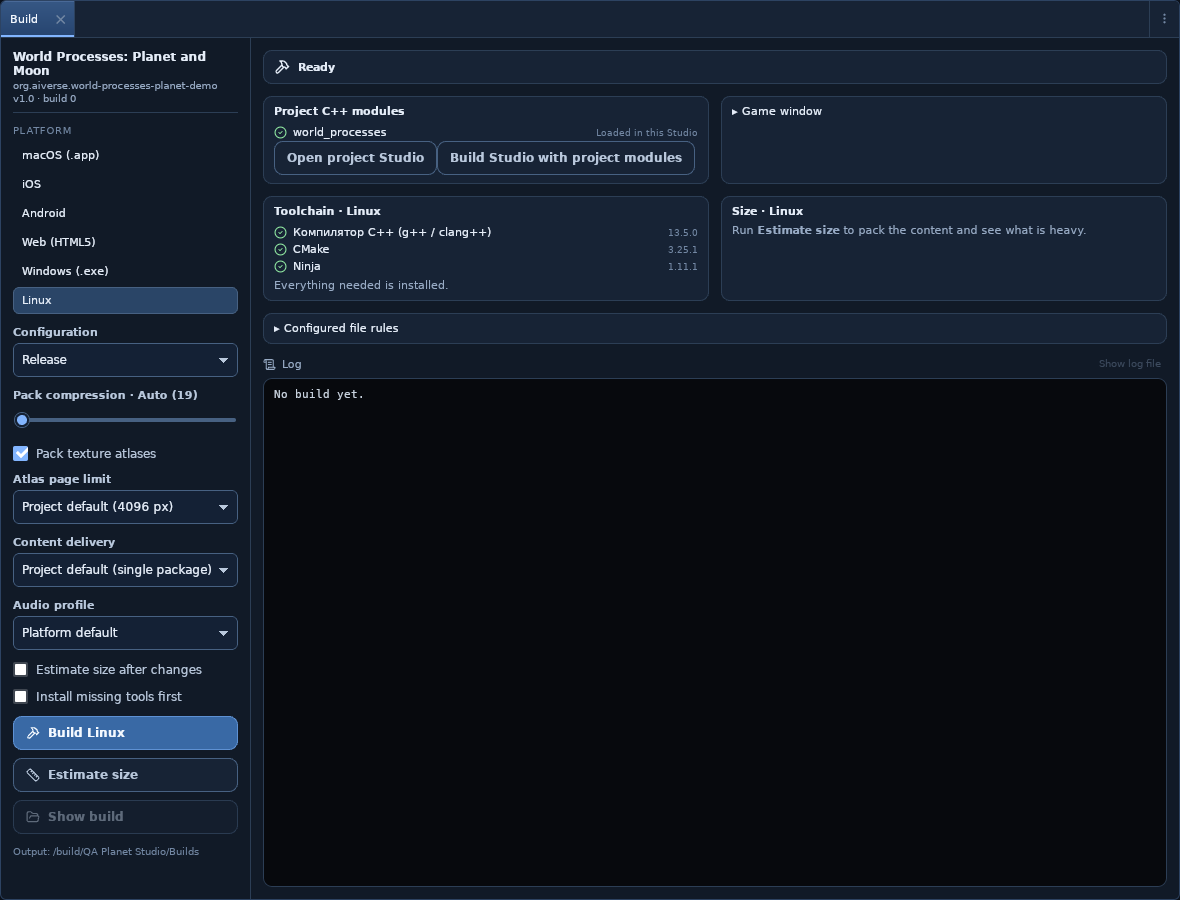 Build
World Processes: Planet and
Moon
org.aiverse.world-processes-planet-demo
v1.0 · build 0
PLATFORM
macOS (.app)
iOS
Android
Web (HTML5)
Windows (.exe)
Linux
Configuration
Release
Pack compression · Auto (19)
Pack texture atlases
Atlas page limit
Project default (4096 px)
Content delivery
Project default (single package)
Audio profile
Platform default
Estimate size after changes
Install missing tools first
Build Linux
Estimate size
Show build
Output: /build/QA Planet Studio/Builds
Ready
Project C++ modules
world_processes Loaded in this Studio
Open project Studio Build Studio with project modules
Game window
Toolchain · Linux
Компилятор C++ (g++ / clang++) 13.5.0
CMake 3.25.1
Ninja 1.11.1
Everything needed is installed.
Size · Linux
Run Estimate size to pack the content and see what is heavy.
Configured file rules
Log Show log file
No build yet.